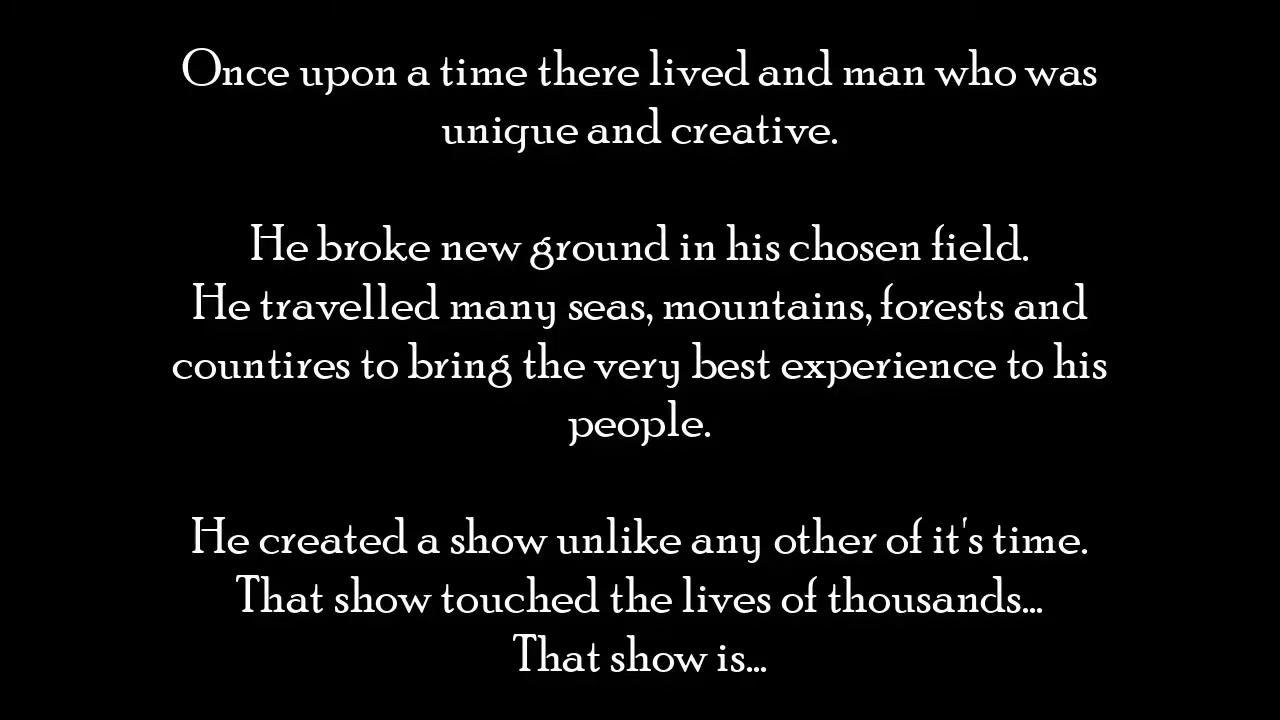 Once upon a time there lived and man who was
unique and creative.
He broke new ground in his chosen field.
He travelled many seas, mountains, forests and
countires to bring the very best experience to his
people.
He created a show unlike any other of it's time.
That show touched the lives of thousands...
That show is...